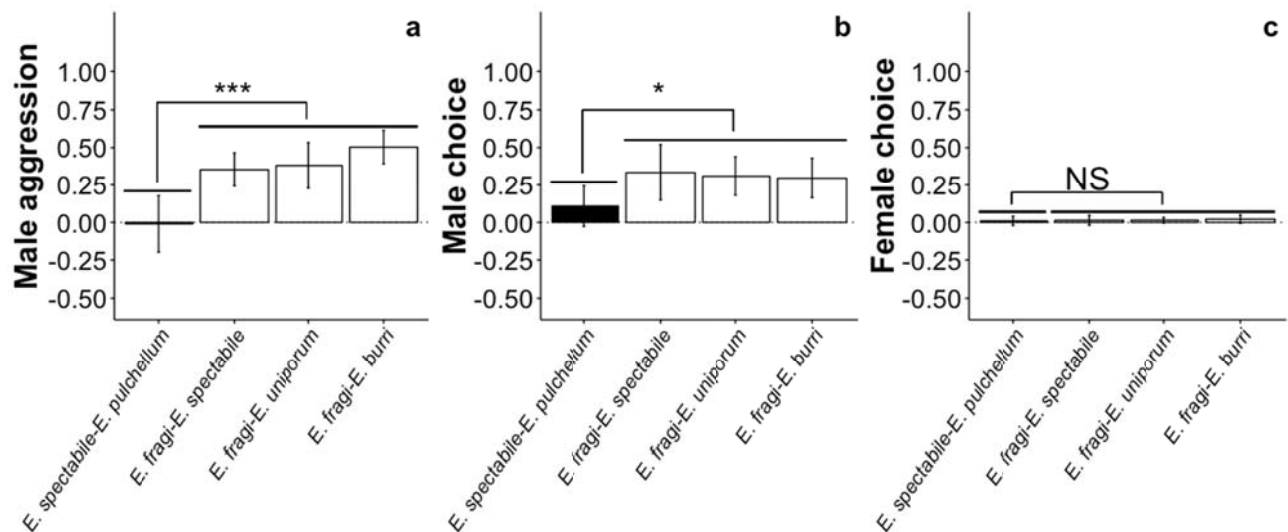 a
Male aggression
1.00
0.75
0.50
0.25
0.00
-0.25
-0.50
***
E. spectabile-E. pulchellum
E. fragi-E. spectabile
E. fragi-E. uniporum
E. fragi-E. burri
b
Male choice
1.00
0.75
0.50
0.25
0.00
-0.25
-0.50
*
E. spectabile-E. pulchellum
E. fragi-E. spectabile
E. fragi-E. uniporum
E. fragi-E. burri
c
Female choice
1.00
0.75
0.50
0.25
0.00
-0.25
-0.50
NS
E. spectabile-E. pulchellum
E. fragi-E. spectabile
E. fragi-E. uniporum
E. fragi-E. burri